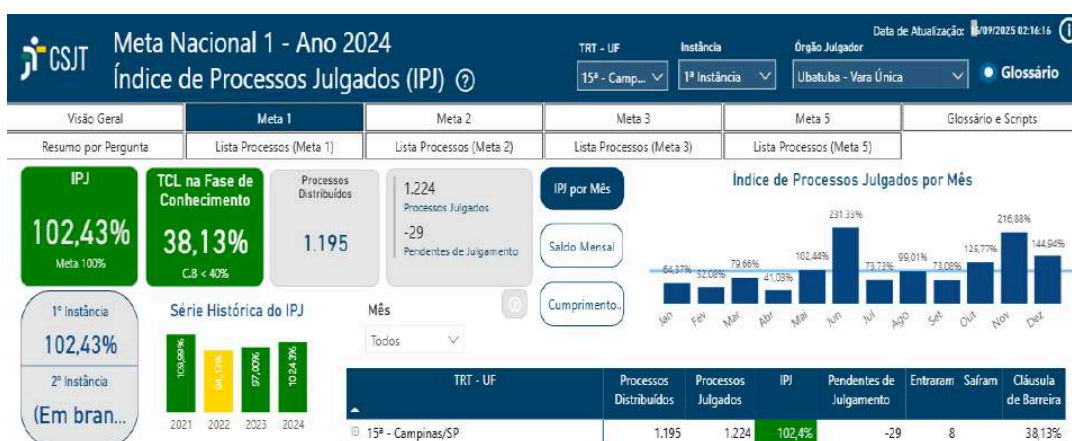 CSJT
Meta Nacional 1 - Ano 2024
Índice de Processos Julgados (IPJ)
Data de Atualização: 16/09/2025 02:16:16
TRT - UF
Instância
Órgão Julgador
15ª - Camp...
1ª Instância
Ubatuba - Vara Única
Glossário
Visão Geral
Meta 1
Meta 2
Meta 3
Meta 5
Glossário e Scripts
Resumo por Pergunta
Lista Processos (Meta 1)
Lista Processos (Meta 2)
Lista Processos (Meta 3)
Lista Processos (Meta 5)
IPJ
102,43%
Meta 100%
TCL na Fase de
Conhecimento
38,13%
C.B < 40%
Processos
Distribuídos
1.195
1.224
Processos Julgados
-29
Pendentes de Julgamento
IPJ por Mês
Saldo Mensal
Cumprimento..
Índice de Processos Julgados por Mês
64,37% 52,08% 79,66% 41,03% 102,44% 231,33% 73,73% 99,01% 73,08% 125,77% 216,88% 144,94%
Jan Fev Mar Abr Mai Jun Jul Ago Set Out Nov Dez
1º Instância
102,43%
2º Instância
(Em bran...
Série Histórica do IPJ
109,99% 94,12% 97,00% 102,43%
2021 2022 2023 2024
Mês
Todos
TRT - UF Processos Distribuídos Processos Julgados IPJ Pendentes de Julgamento Entraram Saíram Cláusula de Barreira
15ª - Campinas/SP 1.195 1.224 102,4% -29 8 38,13%